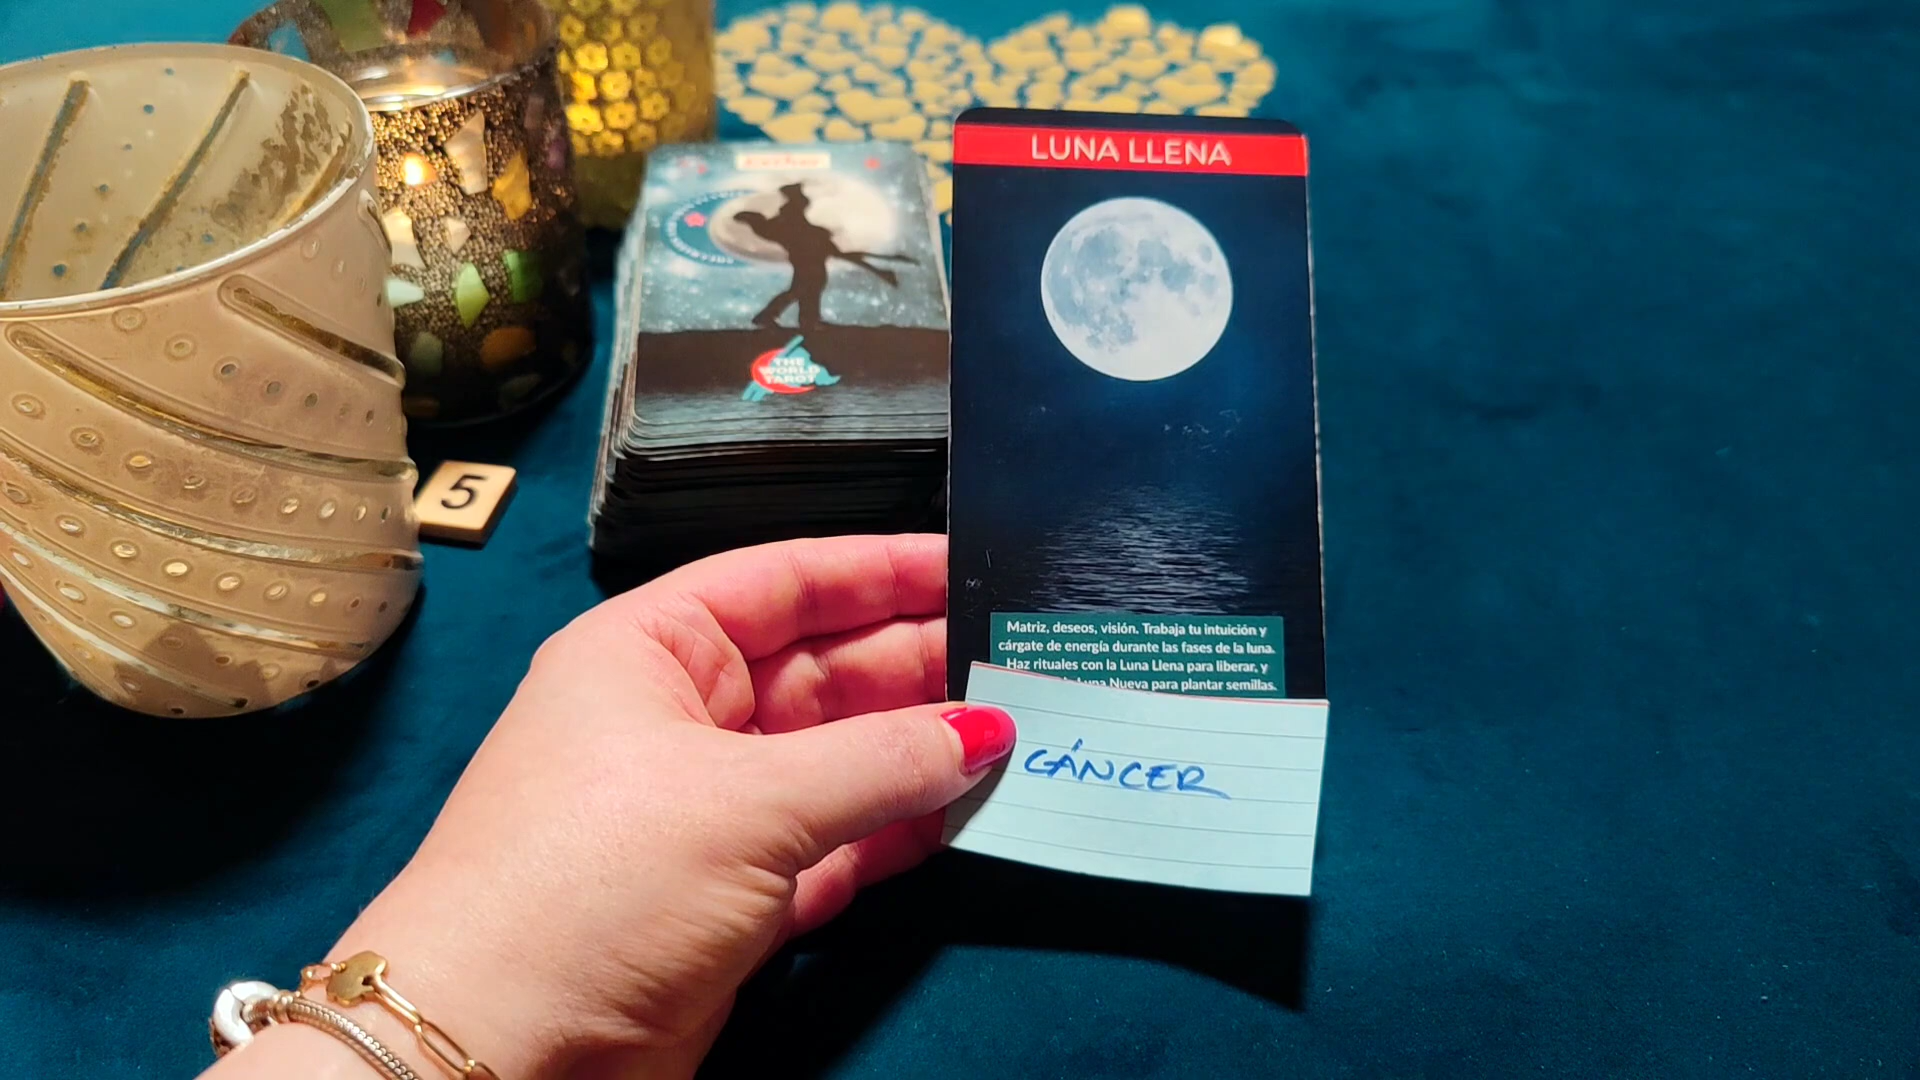 LUNA LLENA
THE
WORLD
TAROT
5
Matriz, deseos, visión. Trabaja tu intuición y
cárgate de energía durante las fases de la luna.
Haz rituales con la Luna Llena para liberar, y
Luna Nueva para plantar semillas.
CÁNCER